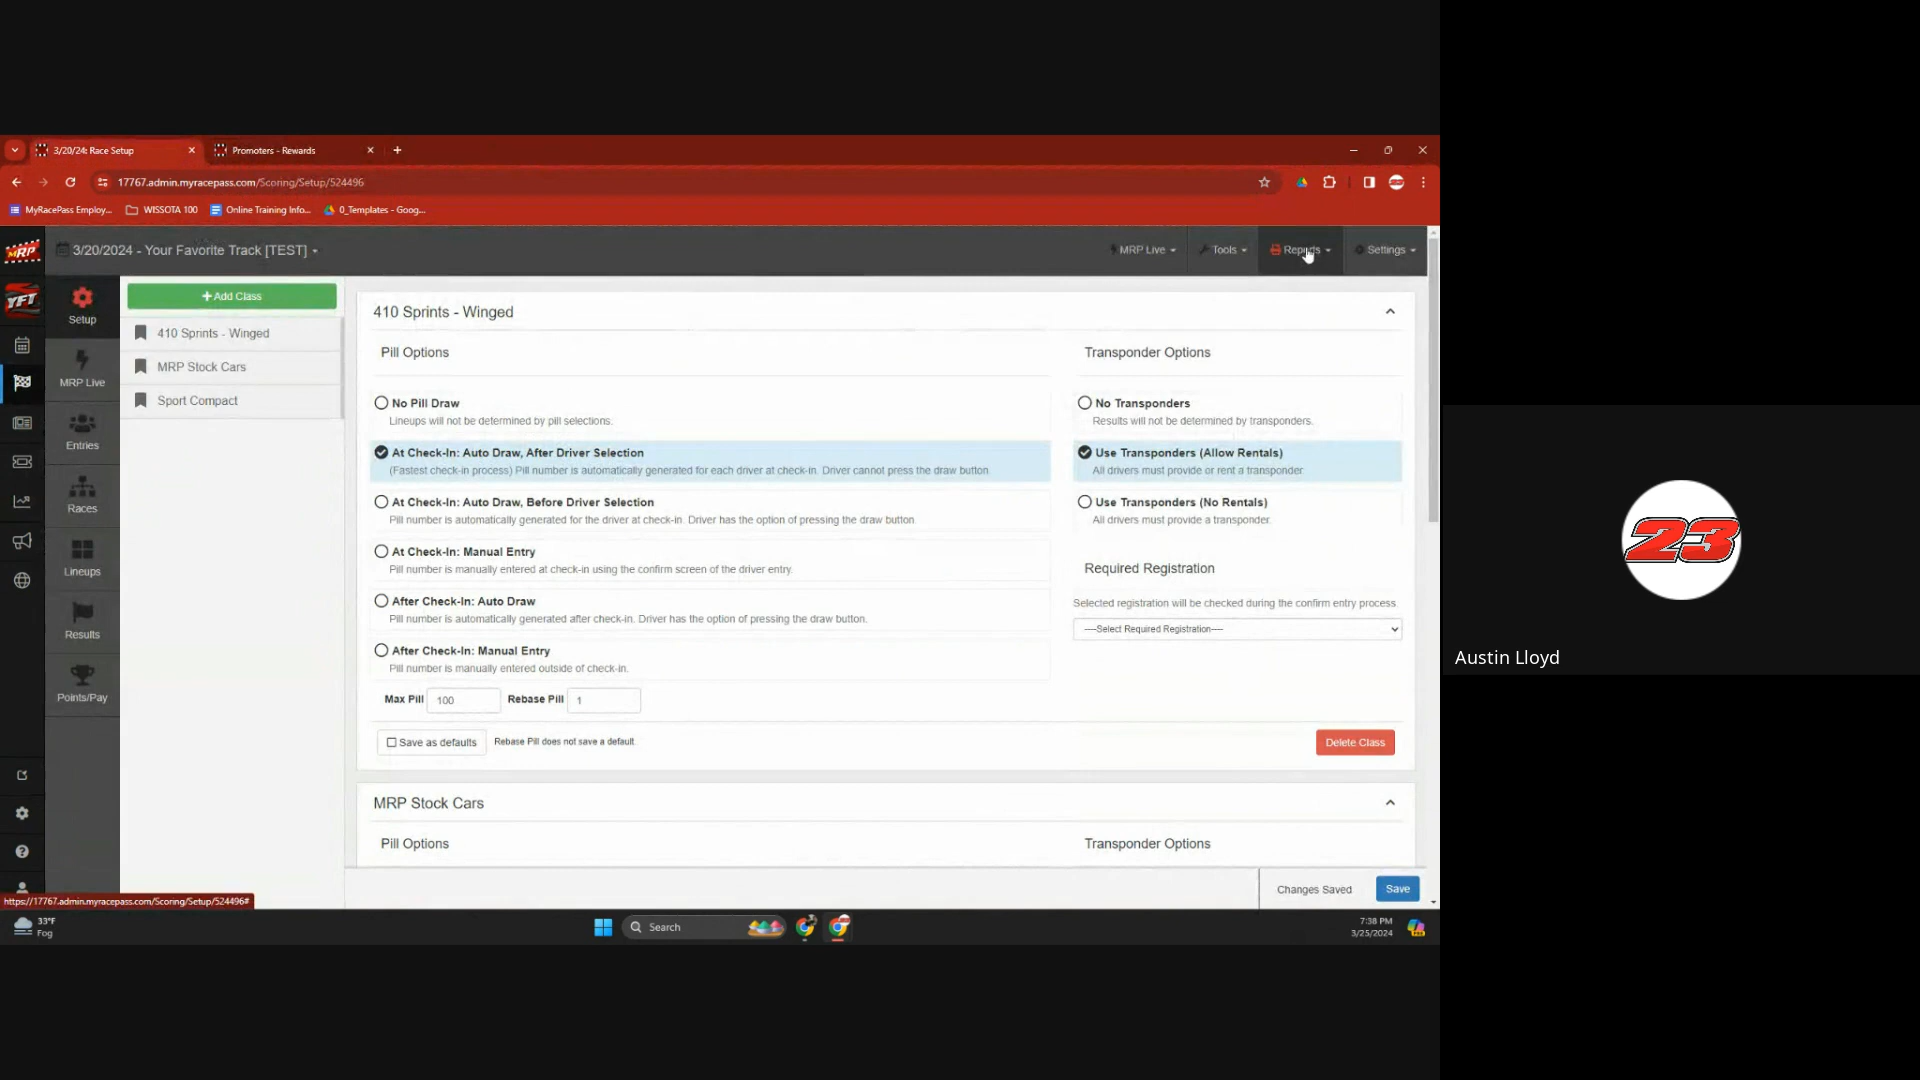 3/20/24: Race Setup
Promoters - Rewards
17767.admin.myracepass.com/Scoring/Setup/524496
MyRacePass Employ...
WISSOTA 100
Online Training Info...
0_Templates - Goog...
MRP
3/20/2024 - Your Favorite Track [TEST]
MRP Live
Tools
Reports
Settings
YFT
Setup
MRP Live
Entries
Races
Lineups
Results
Points/Pay
+ Add Class
410 Sprints - Winged
MRP Stock Cars
Sport Compact
410 Sprints - Winged
Pill Options
No Pill Draw
Lineups will not be determined by pill selections.
At Check-In: Auto Draw, After Driver Selection
(Fastest check-in process) Pill number is automatically generated for each driver at check-in. Driver cannot press the draw button.
At Check-In: Auto Draw, Before Driver Selection
Pill number is automatically generated for the driver at check-in. Driver has the option of pressing the draw button.
At Check-In: Manual Entry
Pill number is manually entered at check-in using the confirm screen of the driver entry.
After Check-In: Auto Draw
Pill number is automatically generated after check-in. Driver has the option of pressing the draw button.
After Check-In: Manual Entry
Pill number is manually entered outside of check-in.
Max Pill 100 Rebase Pill 1
Save as defaults
Rebase Pill does not save a default.
Transponder Options
No Transponders
Results will not be determined by transponders.
Use Transponders (Allow Rentals)
All drivers must provide or rent a transponder.
Use Transponders (No Rentals)
All drivers must provide a transponder.
Required Registration
Selected registration will be checked during the confirm entry process.
----Select Required Registration----
Delete Class
MRP Stock Cars
Pill Options
Transponder Options
Changes Saved
Save
https://17767.admin.myracepass.com/Scoring/Setup/524496#
33°F
Fog
Search
7:38 PM
3/25/2024
23
Austin Lloyd